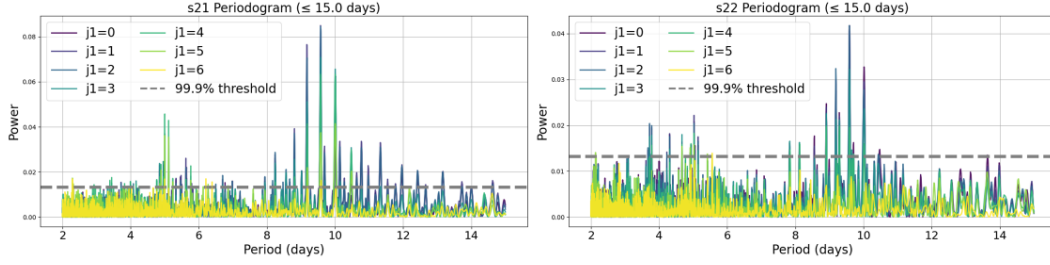 s21 Periodogram (≤ 15.0 days)
Power
0.08
0.06
0.04
0.02
0.00
j1=0
j1=1
j1=2
j1=3
j1=4
j1=5
j1=6
99.9% threshold
2
4
6
8
10
12
14
Period (days)
s22 Periodogram (≤ 15.0 days)
Power
0.04
0.03
0.02
0.01
0.00
j1=0
j1=1
j1=2
j1=3
j1=4
j1=5
j1=6
99.9% threshold
2
4
6
8
10
12
14
Period (days)